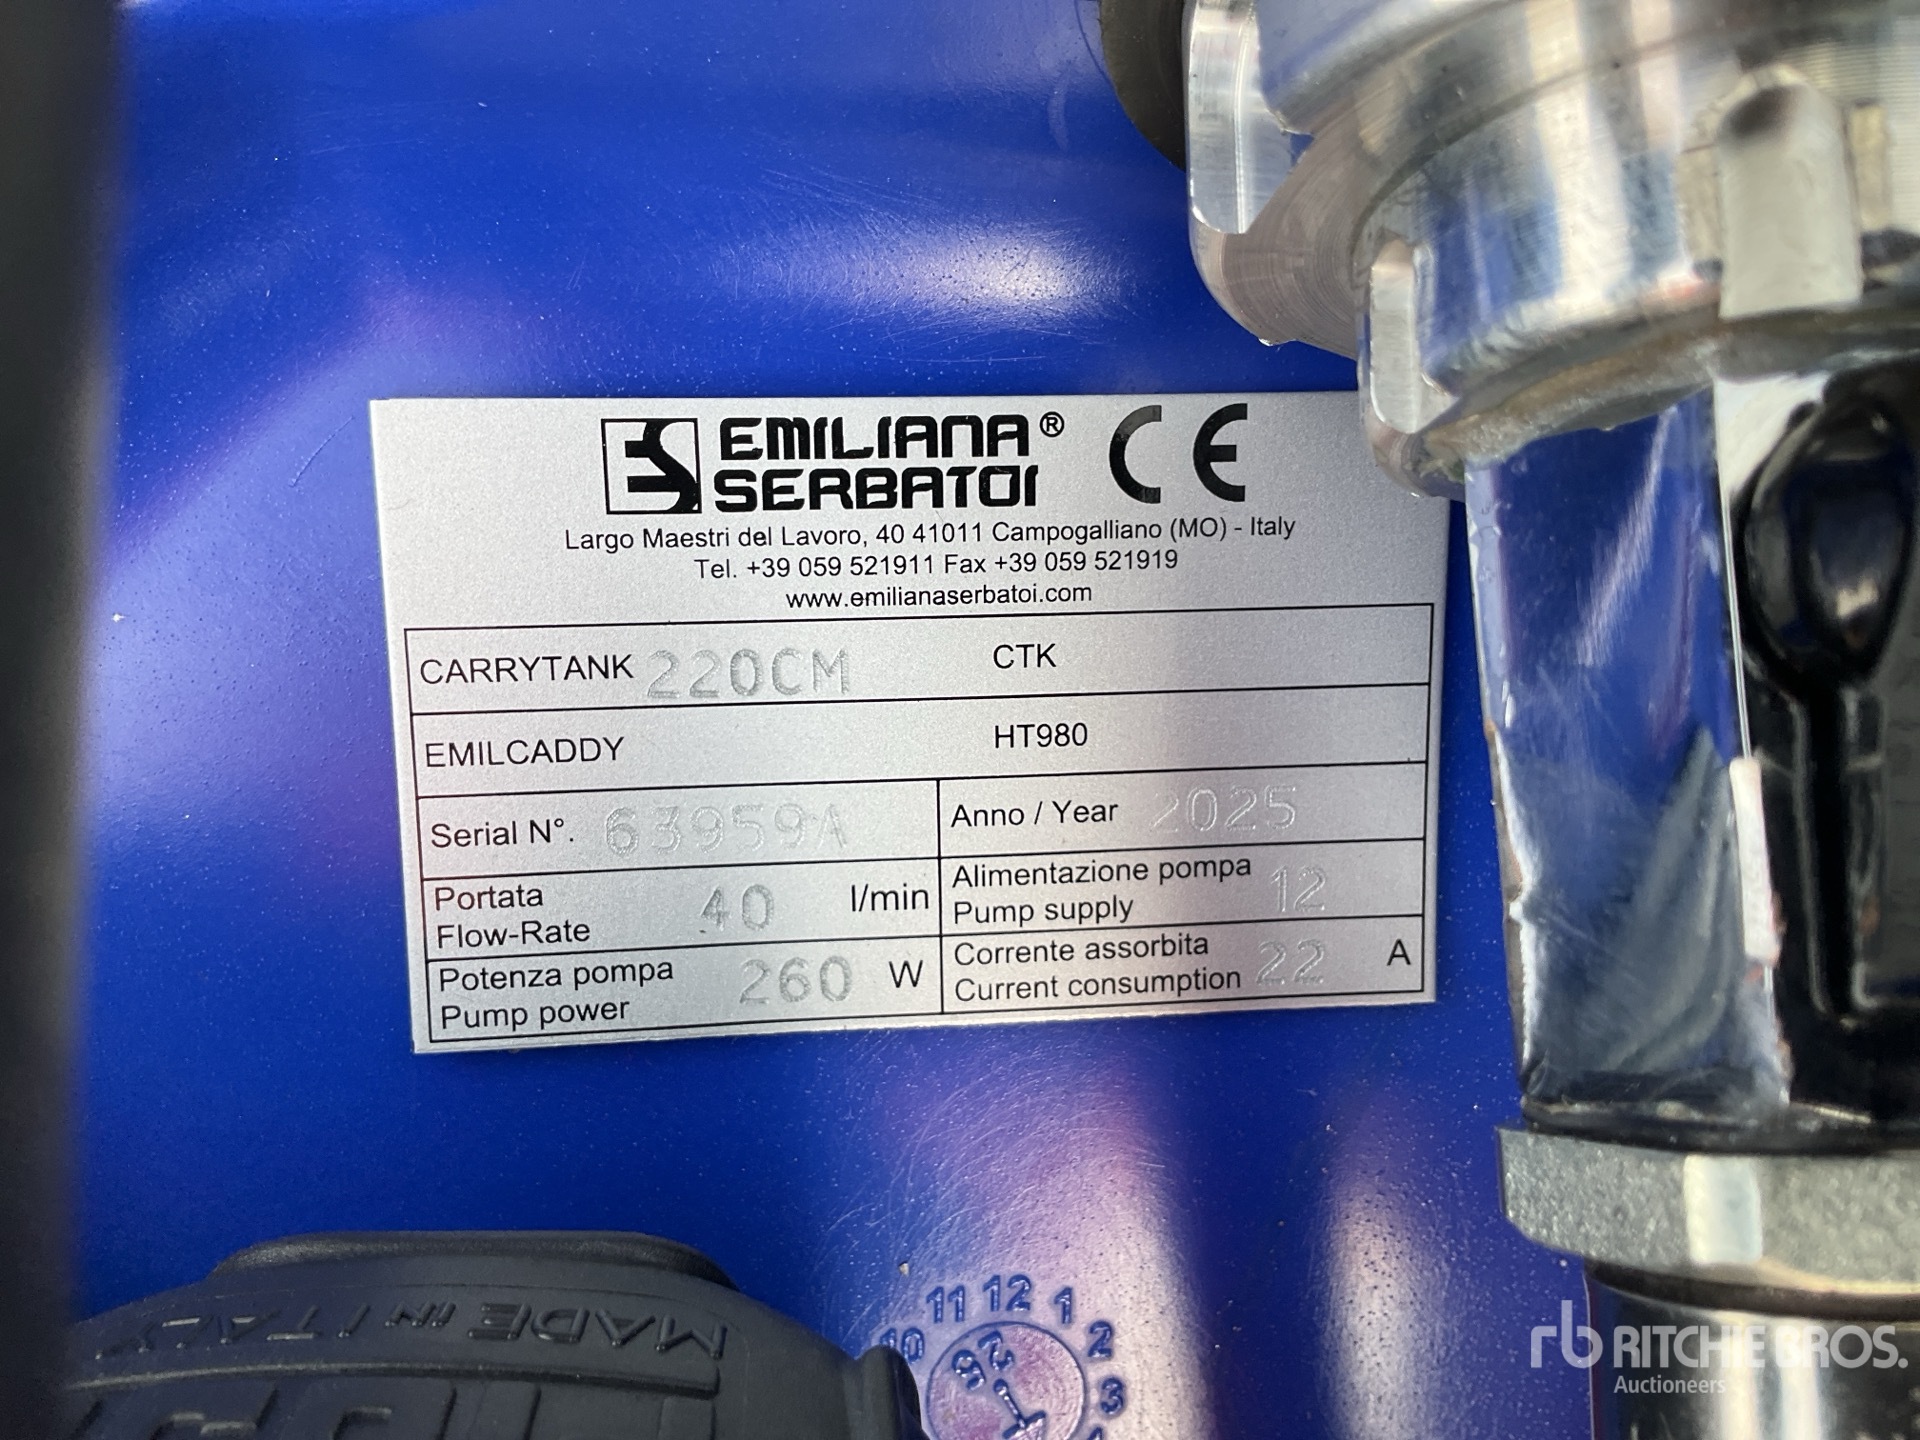 EMILIANA®
SERBATOI
CE
Largo Maestri del Lavoro, 40 41011 Campogalliano (MO) - Italy
Tel. +39 059 521911 Fax +39 059 521919
www.emilianaserbatoi.com
CARRYTANK 220CM CTK
EMILCADDY HT980
Serial N°. 63959A Anno / Year 2025
Portata
Flow-Rate 40 l/min
Alimentazione pompa
Pump supply 12
Potenza pompa
Pump power 260 W
Corrente assorbita
Current consumption 22 A
MADE IN ITALY
10 11 12 1 2 3
rb RITCHIE BROS.
Auctioneers